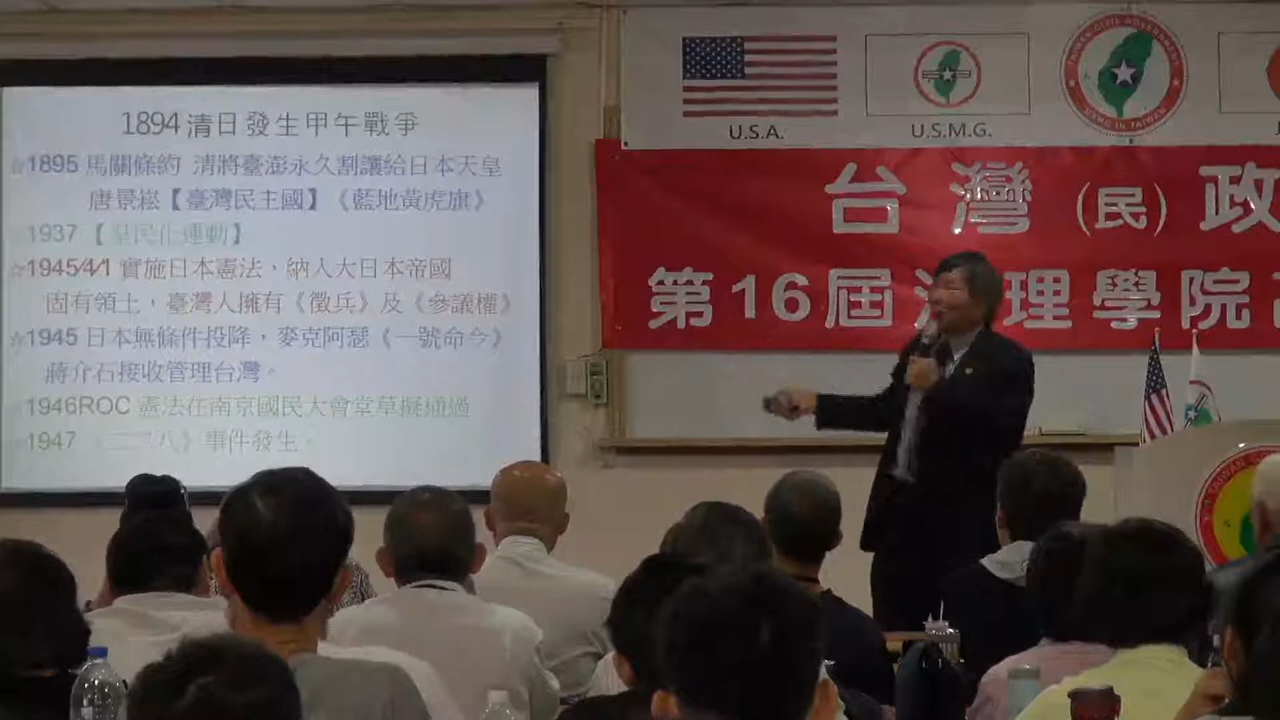 1894 清日發生甲午戰爭
☆1895 馬關條約 清將臺澎永久割讓給日本天皇
唐景崧【臺灣民主國】《藍地黃虎旗》
☆1937 【皇民化運動】
☆1945/4/1 實施日本憲法、納入大日本帝國
固有領土，臺灣人擁有《徵兵》及《參議權》
☆1945 日本無條件投降，麥克阿瑟《一號命令》
蔣介石接收管理台灣。
1946ROC 憲法在南京國民大會堂草擬通過
1947 《二二八》事件發生。
U.S.A.
U.S.M.G.
TAIWAN CIVIL GOVERNMENT
USMG IN TAIWAN
台灣(民)政
第16屆 理學院